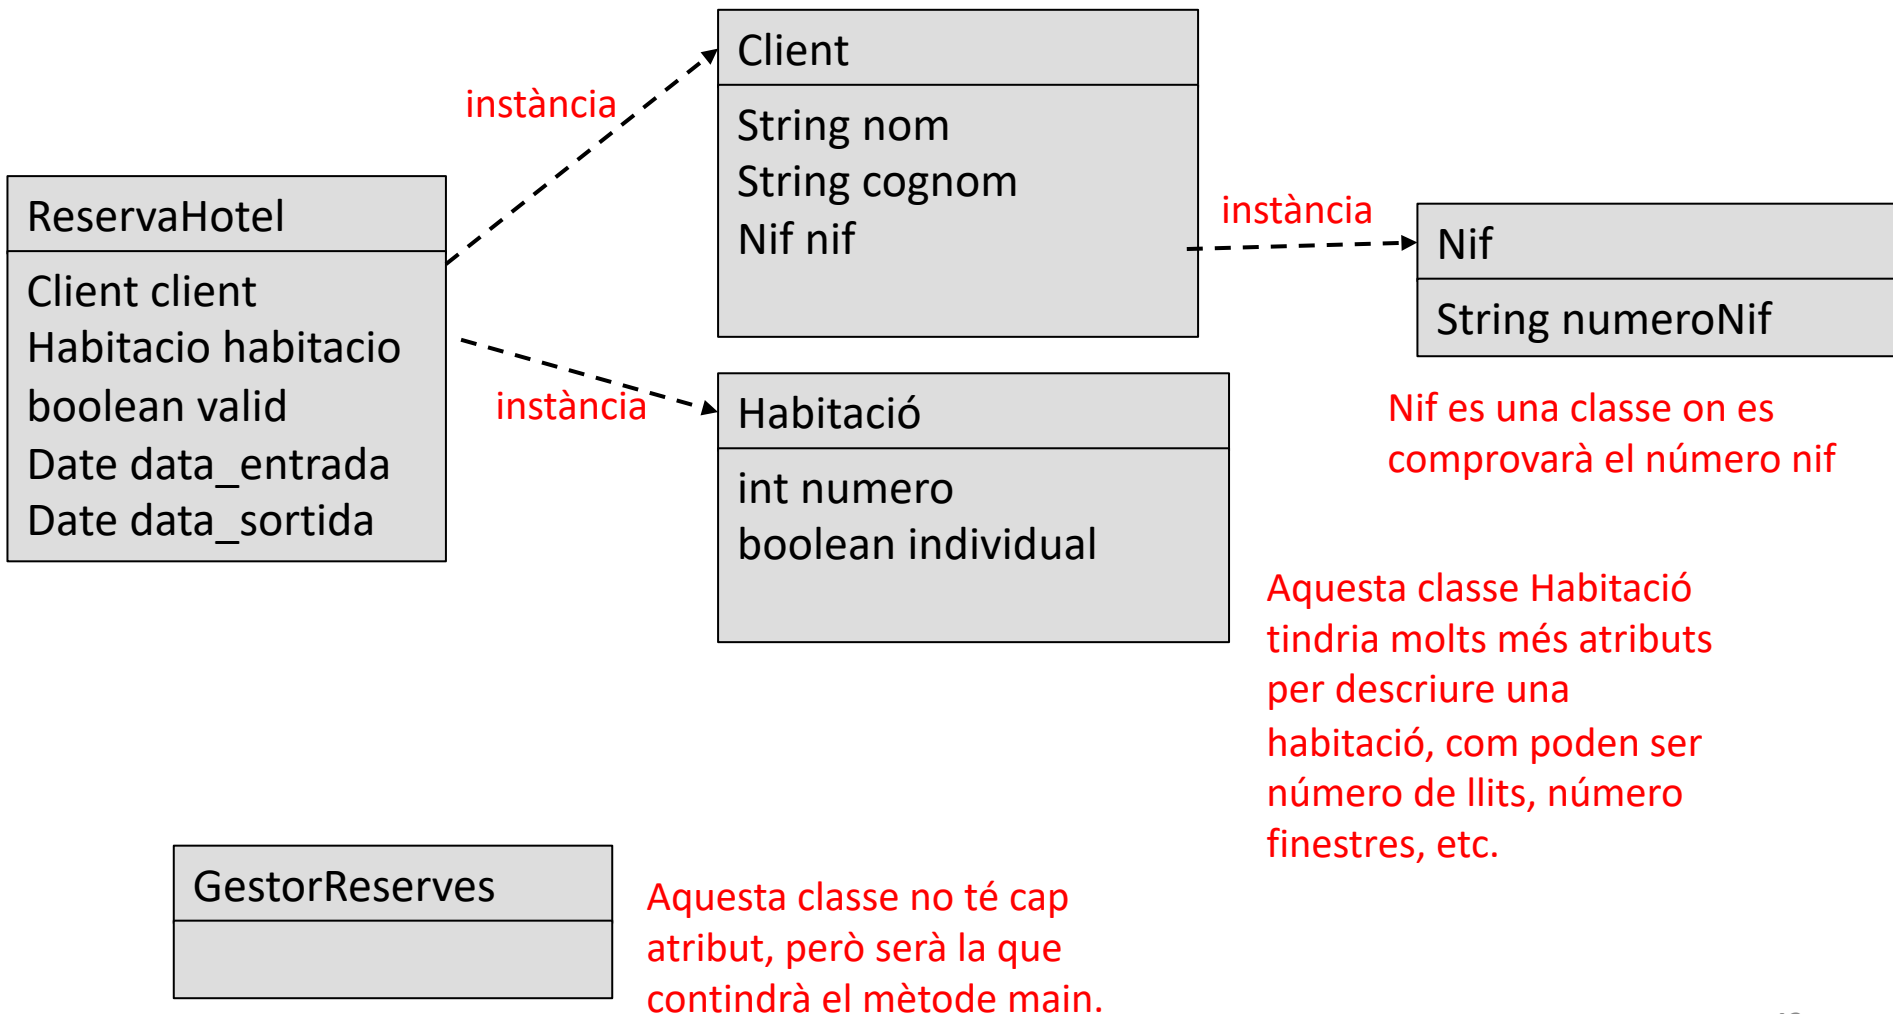 Client
String nom
String cognom
Nif nif
instància
ReservaHotel
Client client
Habitacio habitacio
boolean valid
Date data_entrada
Date data_sortida
instància
Nif
String numeroNif
Nif es una classe on es
comprovarà el número nif
instància
Habitació
int numero
boolean individual
Aquesta classe Habitació
tindria molts més atributs
per descriure una
habitació, com poden ser
número de llits, número
finestres, etc.
GestorReserves
Aquesta classe no té cap
atribut, però serà la que
contindrà el mètode main.